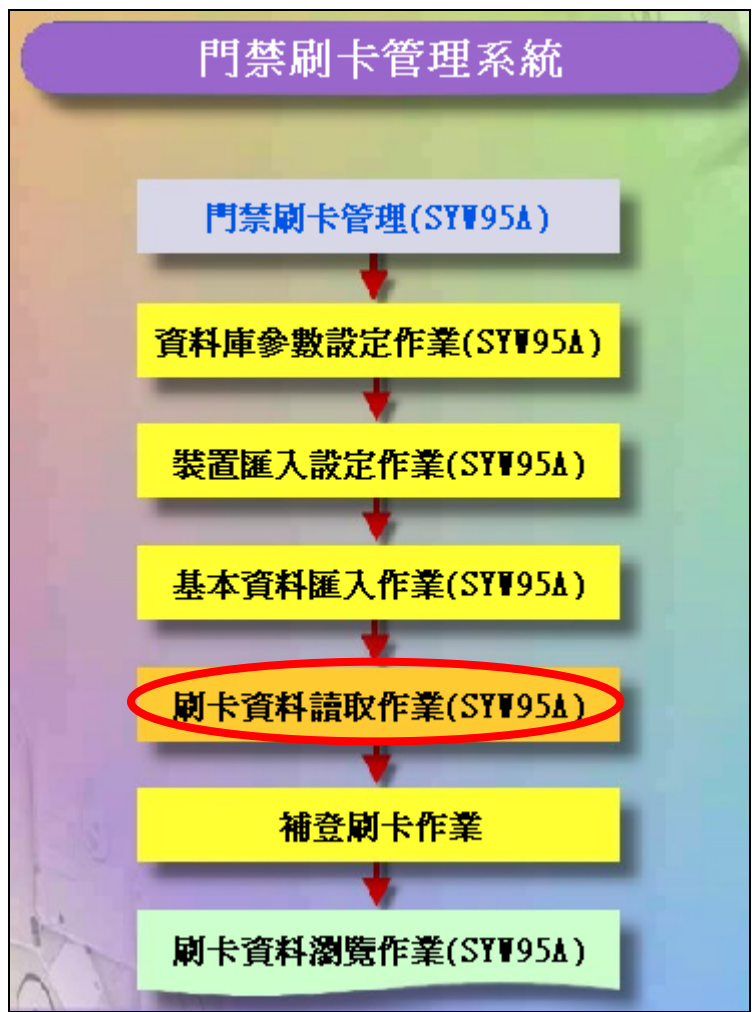 門禁刷卡管理系統
門禁刷卡管理(SYW95A)
資料庫參數設定作業(SYW95A)
裝置匯入設定作業(SYW95A)
基本資料匯入作業(SYW95A)
刷卡資料讀取作業(SYW95A)
補登刷卡作業
刷卡資料瀏覽作業(SYW95A)